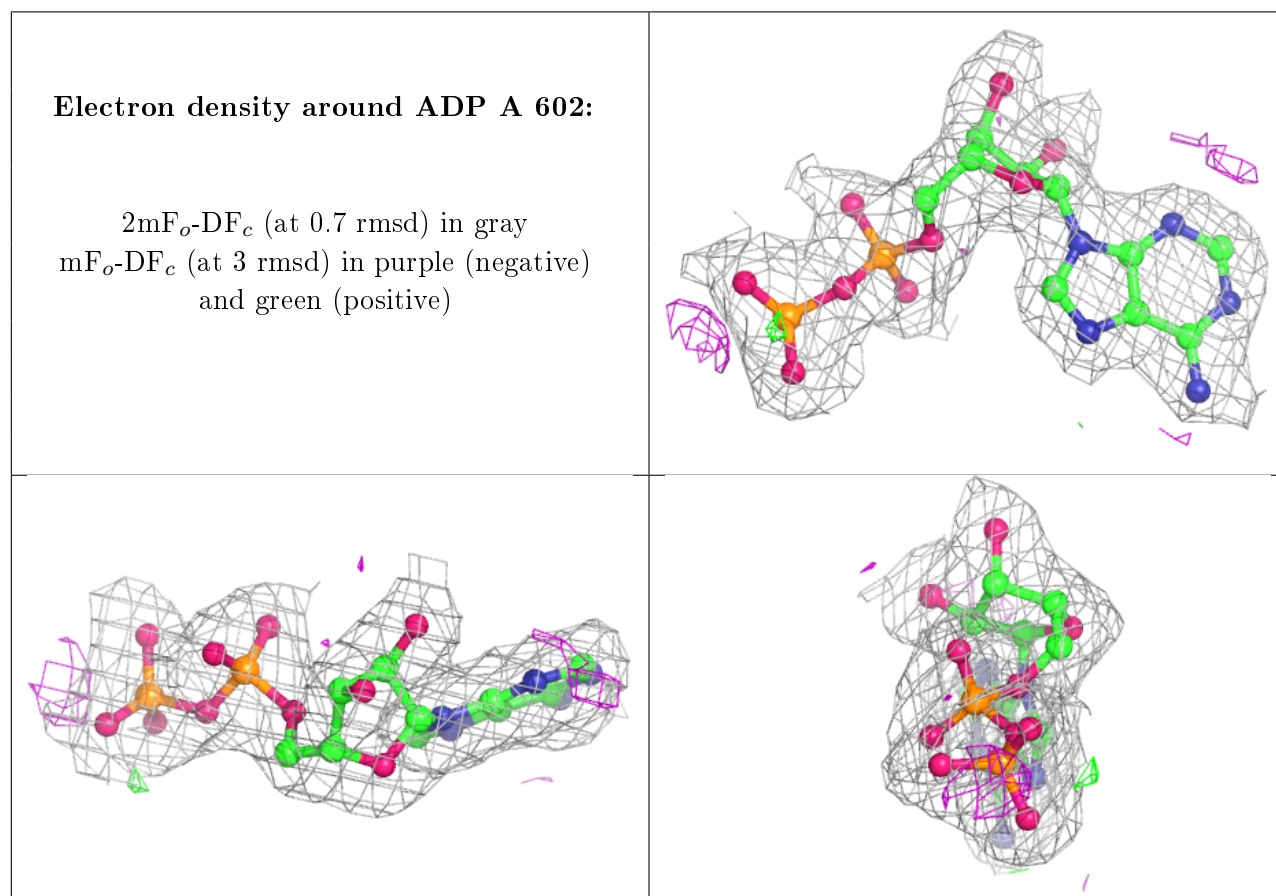 Electron density around ADP A 602:
2mFₒ-DF𝒸 (at 0.7 rmsd) in gray
mFₒ-DF𝒸 (at 3 rmsd) in purple (negative)
and green (positive)